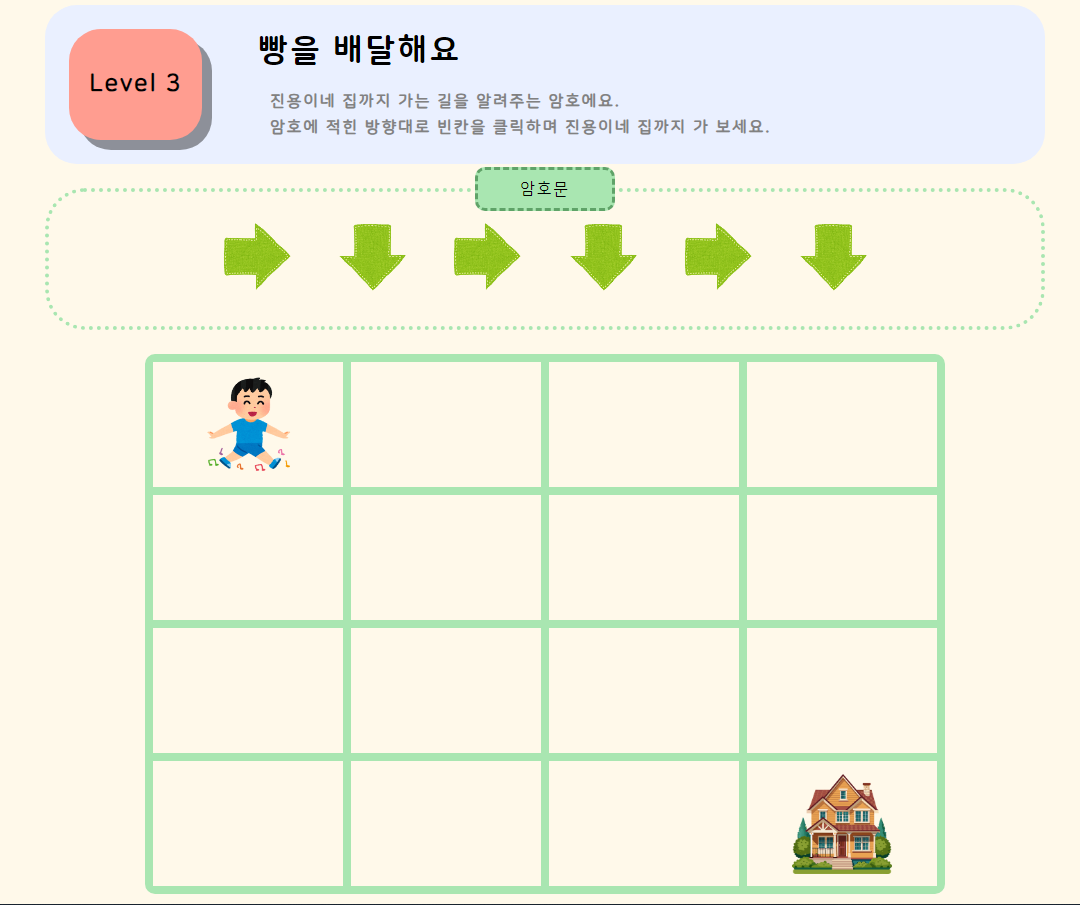 Level 3
빵을 배달해요
진용이네 집까지 가는 길을 알려주는 암호에요.
암호에 적힌 방향대로 빈칸을 클릭하며 진용이네 집까지 가 보세요.
암호문